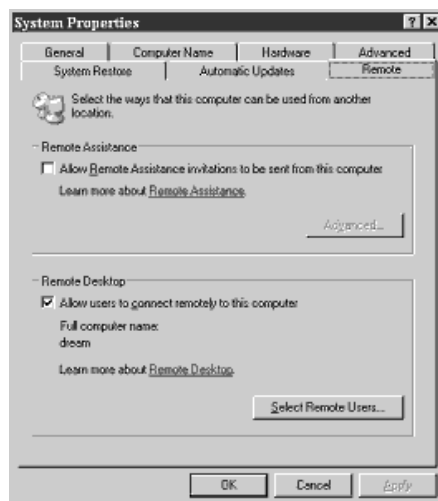 System Properties
General Computer Name Hardware Advanced
System Restore Automatic Updates Remote
Select the ways that this computer can be used from another
location.
Remote Assistance
Allow Remote Assistance invitations to be sent from this computer
Learn more about Remote Assistance.
Advanced...
Remote Desktop
Allow users to connect remotely to this computer
Full computer name:
dream
Learn more about Remote Desktop.
Select Remote Users...
OK Cancel Apply